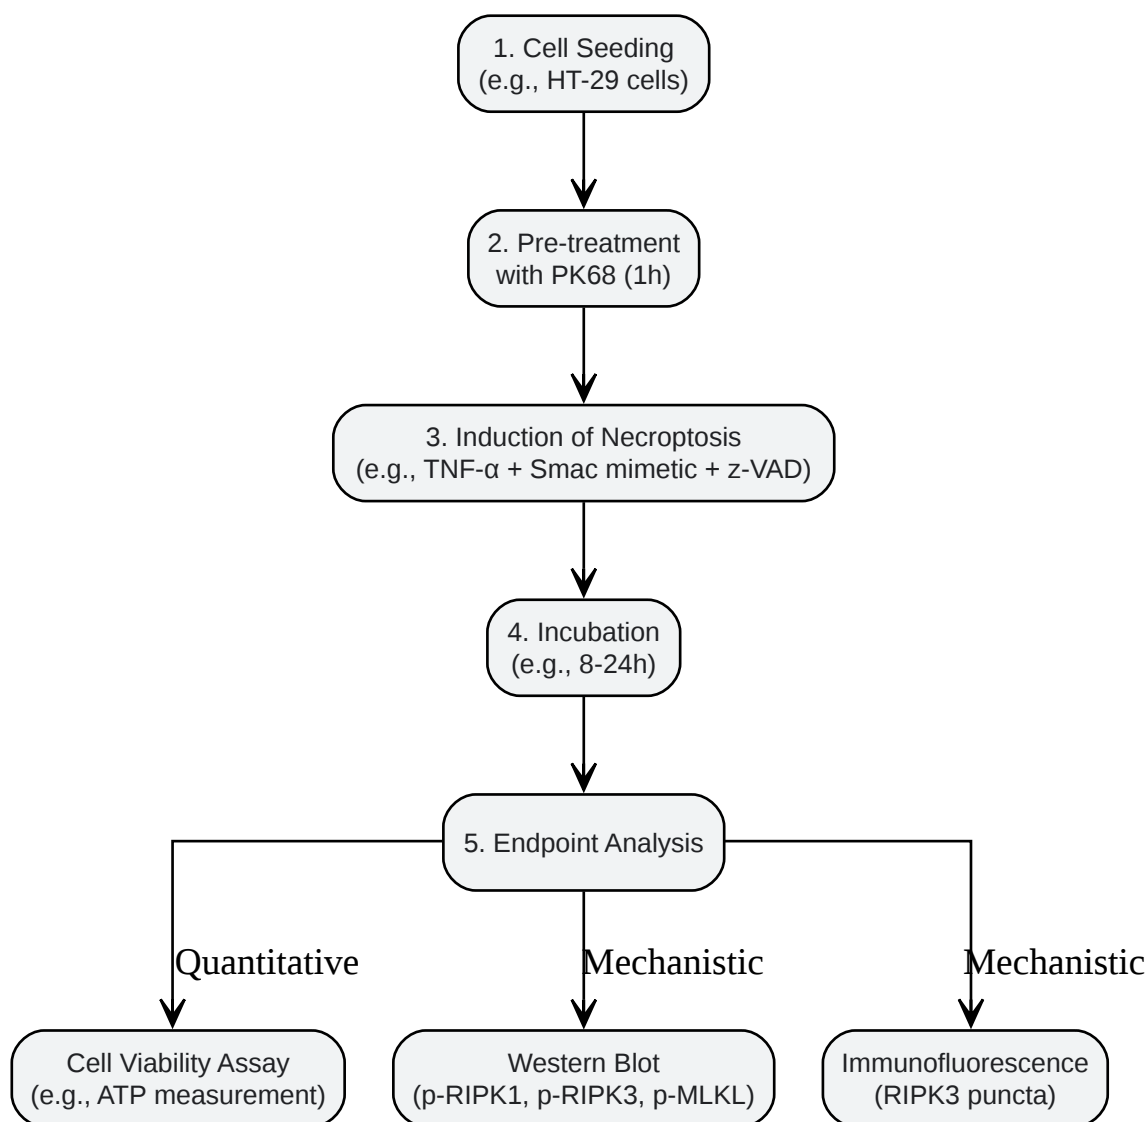 1. Cell Seeding
(e.g., HT-29 cells)
2. Pre-treatment
with PK68 (1h)
3. Induction of Necroptosis
(e.g., TNF-α + Smac mimetic + z-VAD)
4. Incubation
(e.g., 8-24h)
5. Endpoint Analysis
Quantitative
Mechanistic
Mechanistic
Cell Viability Assay
(e.g., ATP measurement)
Western Blot
(p-RIPK1, p-RIPK3, p-MLKL)
Immunofluorescence
(RIPK3 puncta)